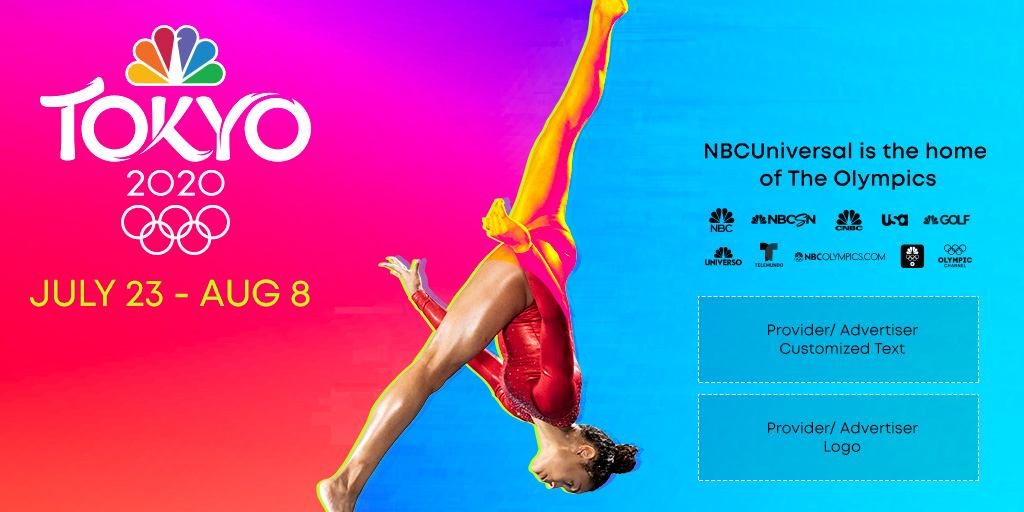 TOKYO
2020
JULY 23 - AUG 8
NBCUniversal is the home
of The Olympics
NBC NBCSN CNBC usa GOLF
UNIVERSO TELEMUNDO NBCOLYMPICS.COM OLYMPIC CHANNEL
Provider/ Advertiser
Customized Text
Provider/ Advertiser
Logo